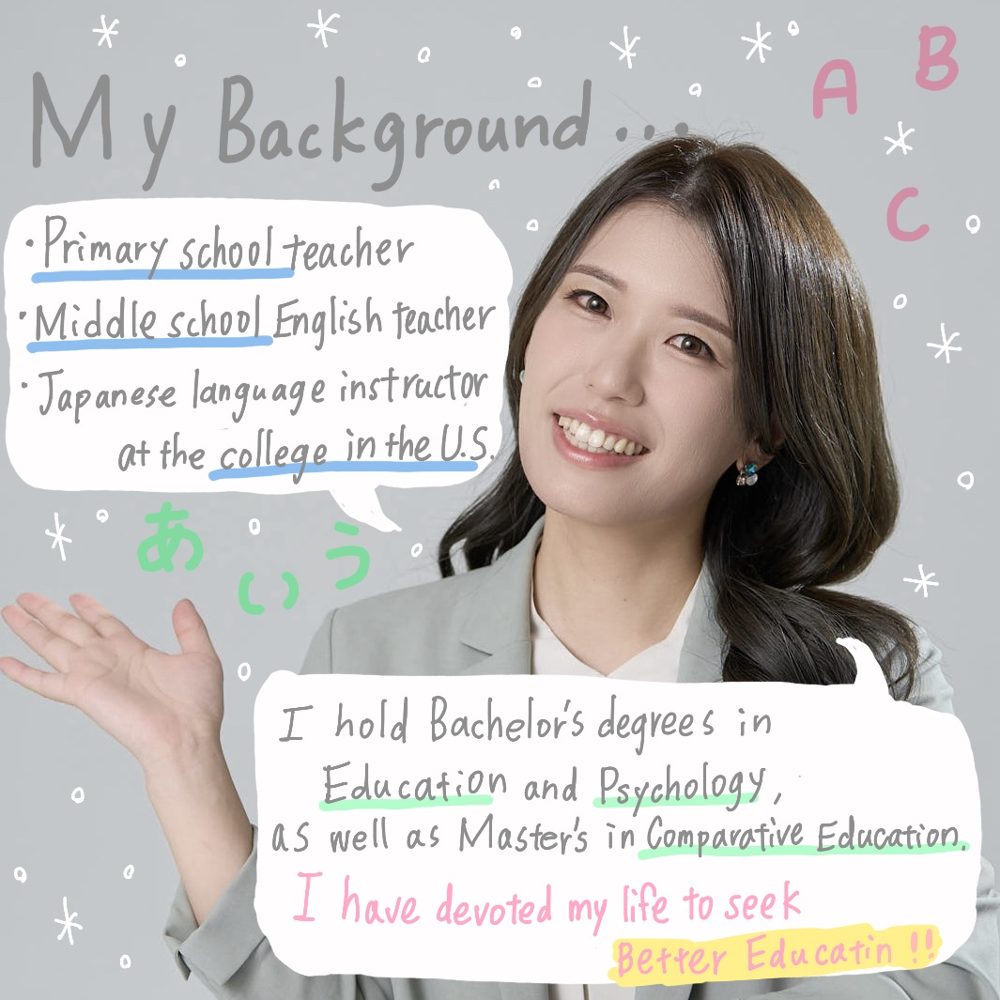 My Background...
A B
C
・Primary school teacher
・Middle school English teacher
・Japanese language instructor
at the college in the U.S.
あいう
I hold Bachelor's degrees in
Education and Psychology,
as well as Master's in Comparative Education.
I have devoted my life to seek
Better Educatin!!